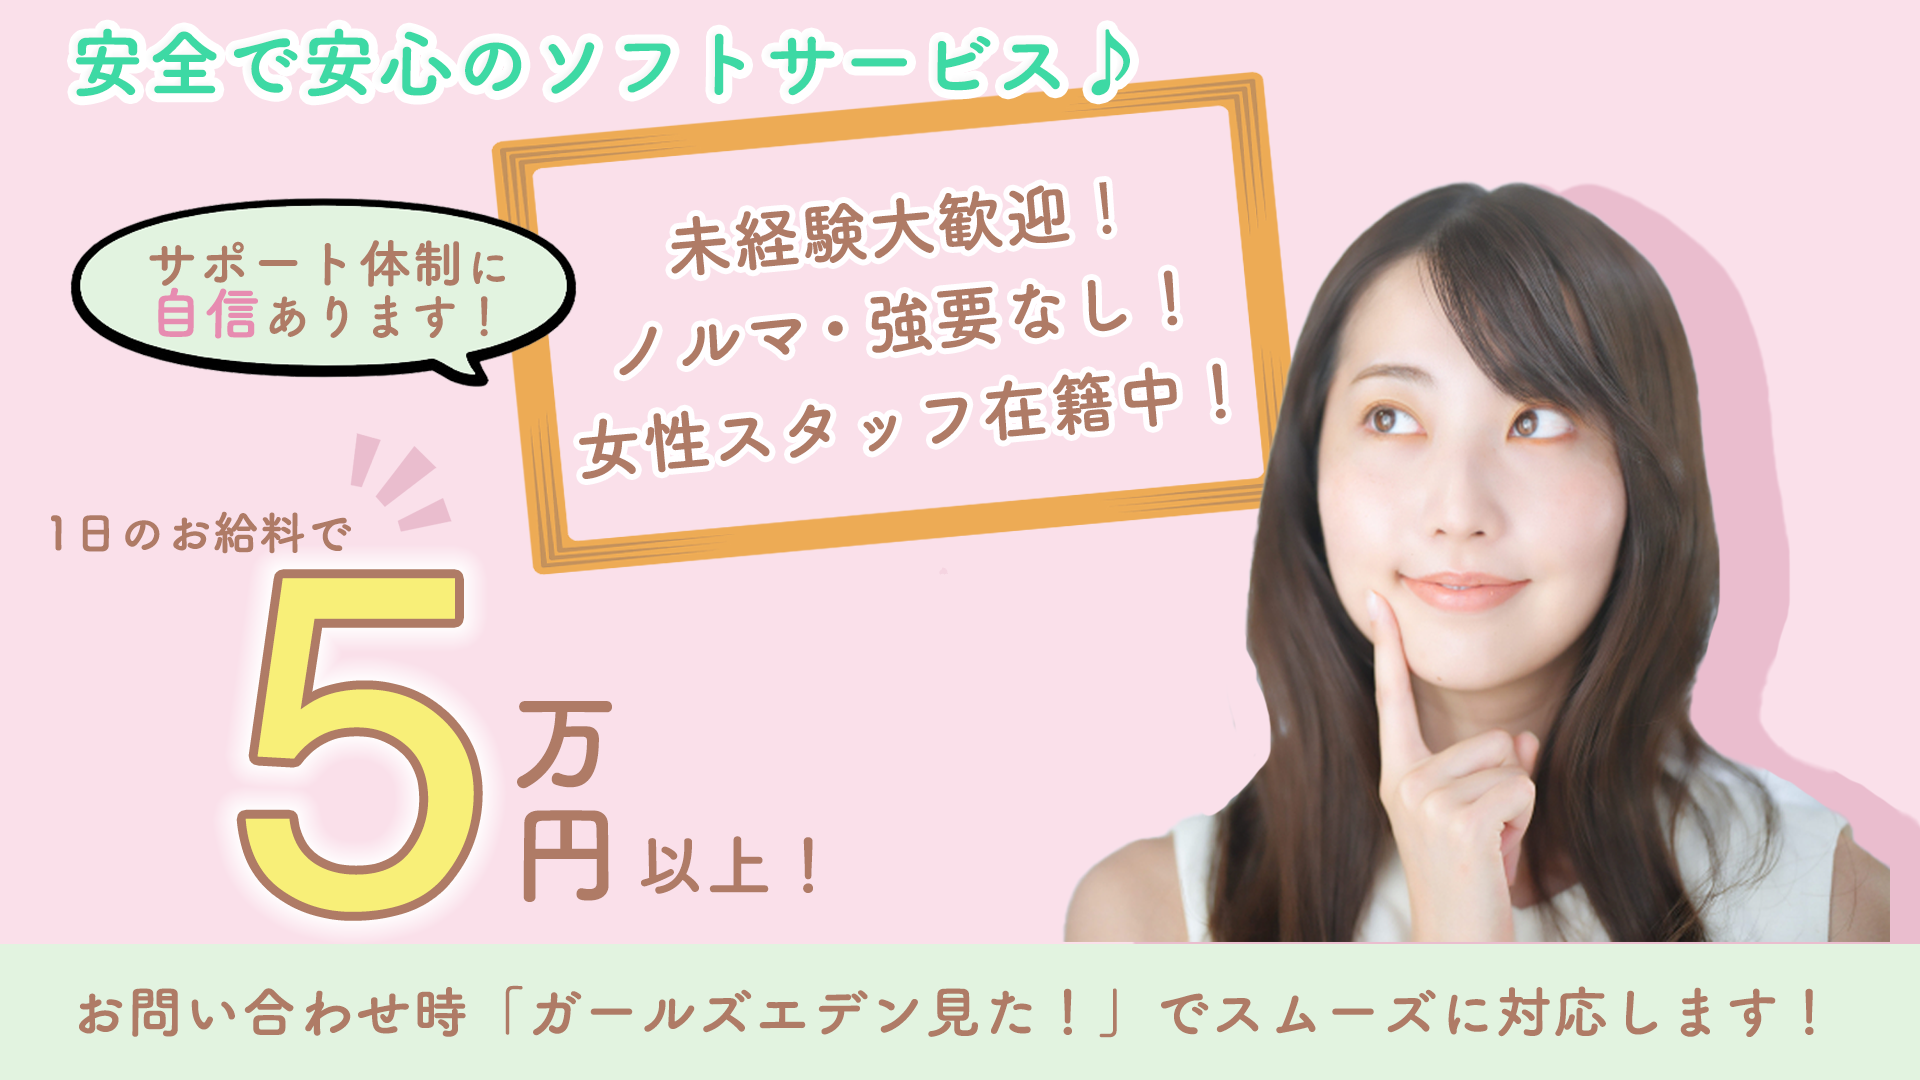 安全で安心のソフトサービス♪
サポート体制に
自信あります！
未経験大歓迎！
ノルマ・強要なし！
女性スタッフ在籍中！
1日のお給料で
5万円以上！
お問い合わせ時「ガールズエデン見た！」でスムーズに対応します！